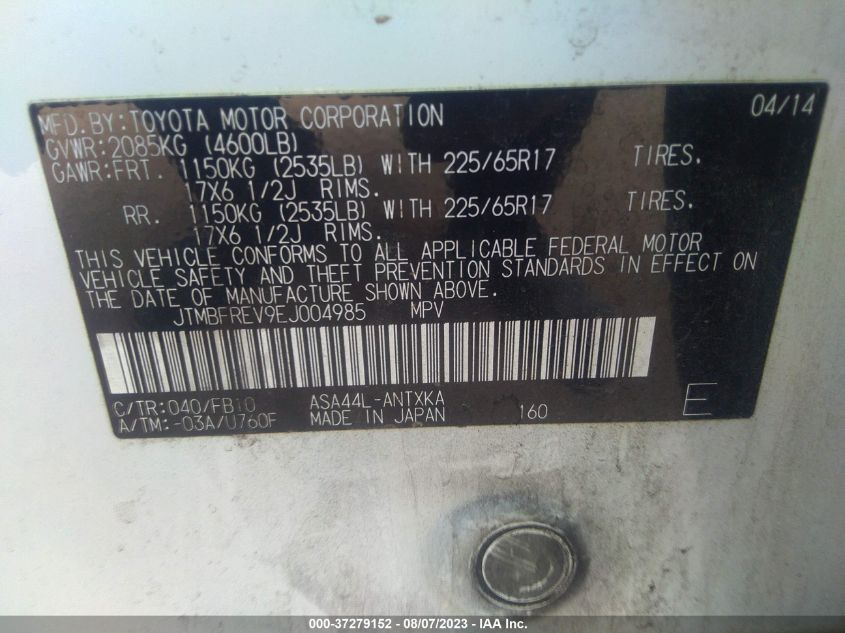 MFD.BY:TOYOTA MOTOR CORPORATION 04/14
GVWR:2085KG (4600LB)
GAWR:FRT. 1150KG (2535LB) WITH 225/65R17 TIRES.
17X6 1/2J RIMS.
RR. 1150KG (2535LB) WITH 225/65R17 TIRES.
17X6 1/2J RIMS.
THIS VEHICLE CONFORMS TO ALL APPLICABLE FEDERAL MOTOR
VEHICLE SAFETY AND THEFT PREVENTION STANDARDS IN EFFECT ON
THE DATE OF MANUFACTURE SHOWN ABOVE.
JTMBFREV9EJ004985 MPV
C/TR:040/FB10 ASA44L-ANTXKA
A/TM:-03A/U760F MADE IN JAPAN 160 E
000-37279152 - 08/07/2023 - IAA Inc.